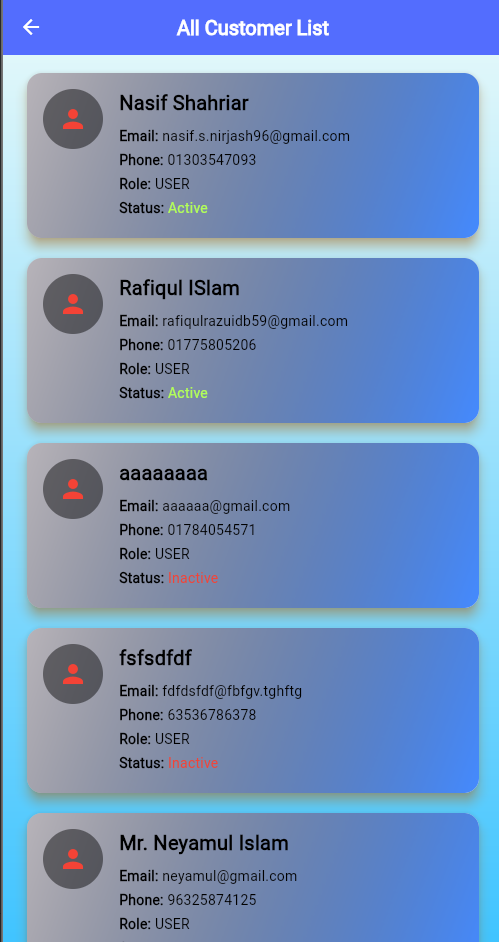 All Customer List
Nasif Shahriar
Email: nasif.s.nirjash96@gmail.com
Phone: 01303547093
Role: USER
Status: Active
Rafiqul ISlam
Email: rafiqulrazuidb59@gmail.com
Phone: 01775805206
Role: USER
Status: Active
aaaaaaaa
Email: aaaaaa@gmail.com
Phone: 01784054571
Role: USER
Status: Inactive
fsfsdfdf
Email: fdfdsfdf@fbfgv.tghftg
Phone: 63536786378
Role: USER
Status: Inactive
Mr. Neyamul Islam
Email: neyamul@gmail.com
Phone: 96325874125
Role: USER